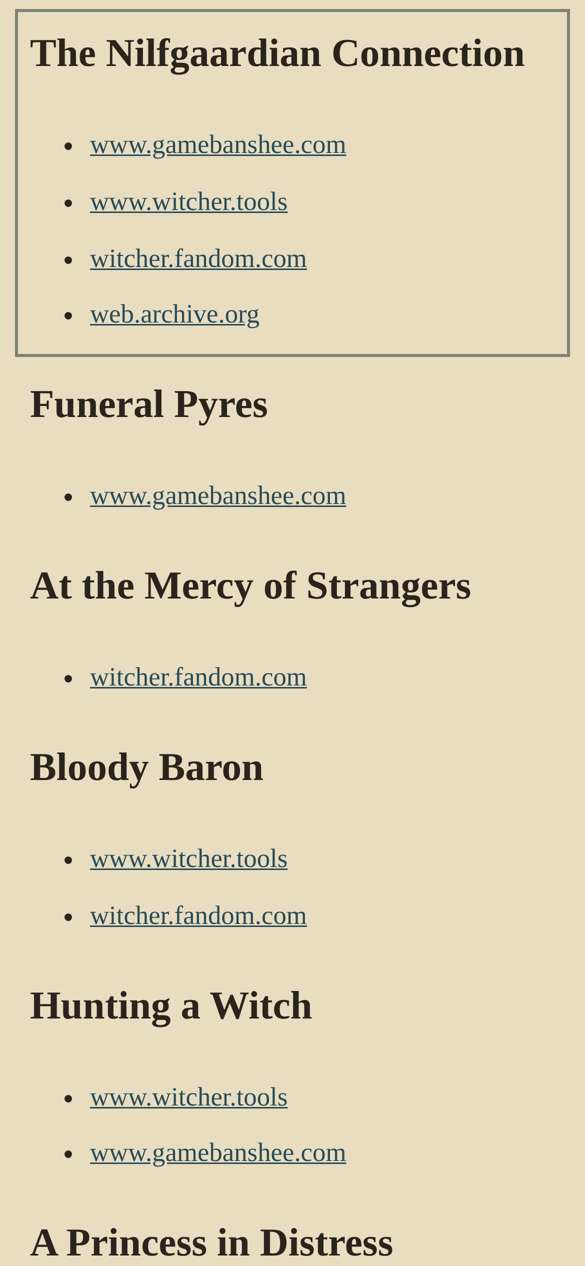 The Nilfgaardian Connection
www.gamebanshee.com
www.witcher.tools
witcher.fandom.com
web.archive.org
Funeral Pyres
www.gamebanshee.com
At the Mercy of Strangers
witcher.fandom.com
Bloody Baron
www.witcher.tools
witcher.fandom.com
Hunting a Witch
www.witcher.tools
www.gamebanshee.com
A Princess in Distress